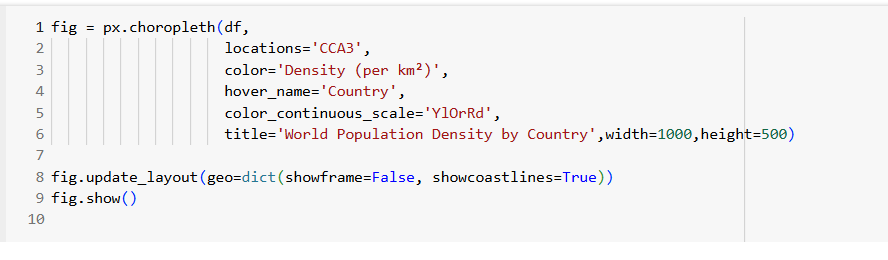 1 fig = px.choropleth(df,
2 locations='CCA3',
3 color='Density (per km²)',
4 hover_name='Country',
5 color_continuous_scale='YlOrRd',
6 title='World Population Density by Country',width=1000,height=500)
7
8 fig.update_layout(geo=dict(showframe=False, showcoastlines=True))
9 fig.show()
10